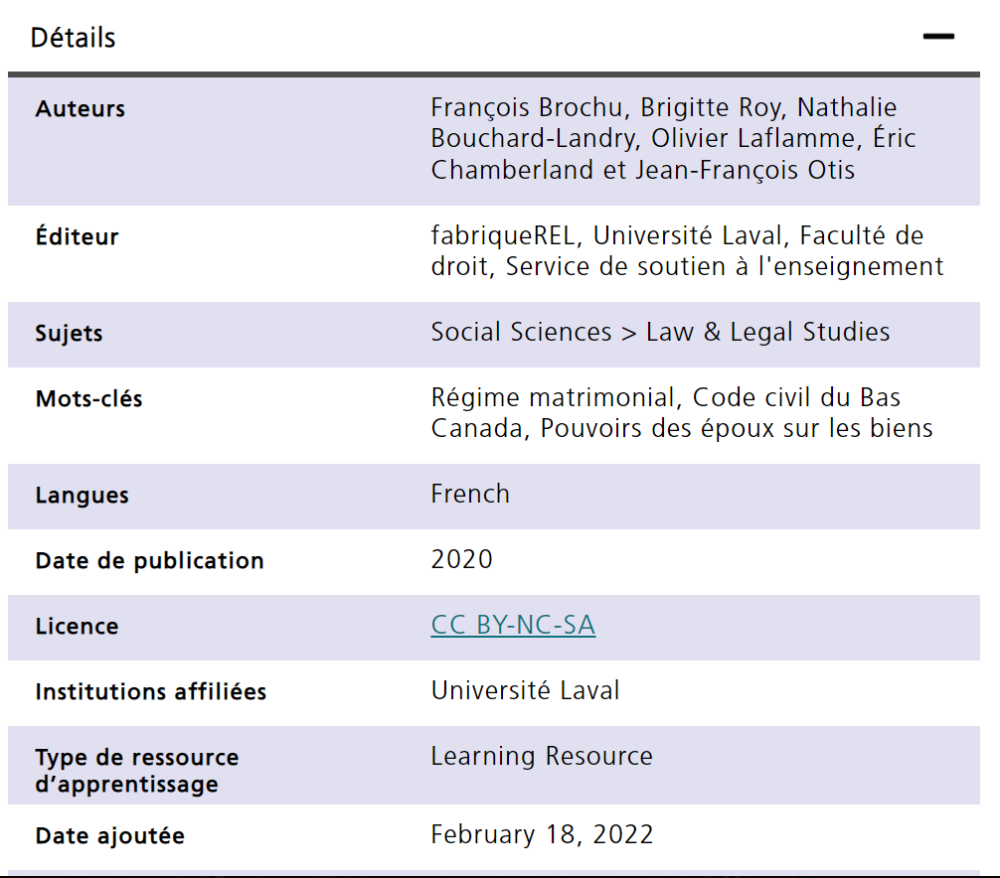 Détails
Auteurs
François Brochu, Brigitte Roy, Nathalie
Bouchard-Landry, Olivier Laflamme, Éric
Chamberland et Jean-François Otis
Éditeur
fabriqueREL, Université Laval, Faculté de
droit, Service de soutien à l'enseignement
Sujets
Social Sciences > Law & Legal Studies
Mots-clés
Régime matrimonial, Code civil du Bas
Canada, Pouvoirs des époux sur les biens
Langues
French
Date de publication
2020
Licence
CC BY-NC-SA
Institutions affiliées
Université Laval
Type de ressource
d’apprentissage
Learning Resource
Date ajoutée
February 18, 2022